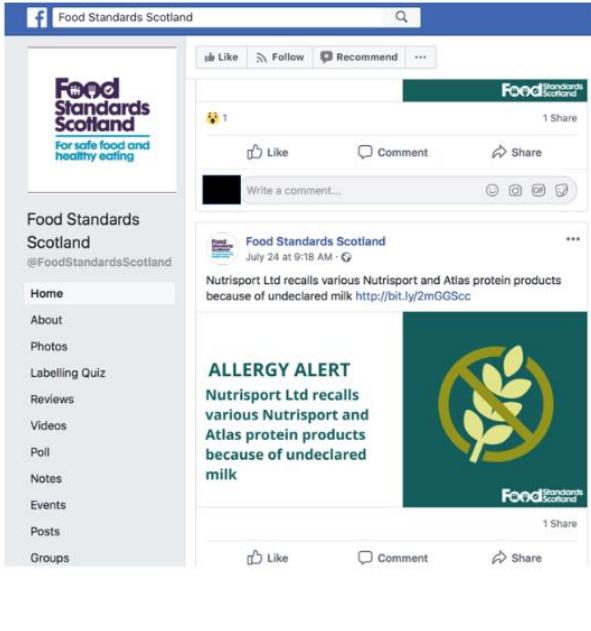 Food Standards Scotland
Food
Standards
Scotland
For safe food and
healthy eating
Food Standards
Scotland
@FoodStandardsScotland
Home
About
Photos
Labelling Quiz
Reviews
Videos
Poll
Notes
Events
Posts
Groups
Like Follow Recommend ...
Food Standards Scotland
1 1 Share
Like Comment Share
Write a comment...
GIF
Food Standards Scotland
July 24 at 9:18 AM ·
Nutrisport Ltd recalls various Nutrisport and Atlas protein products
because of undeclared milk http://bit.ly/2mGGScc
ALLERGY ALERT
Nutrisport Ltd recalls
various Nutrisport and
Atlas protein products
because of undeclared
milk
Food Standards Scotland
1 Share
Like Comment Share